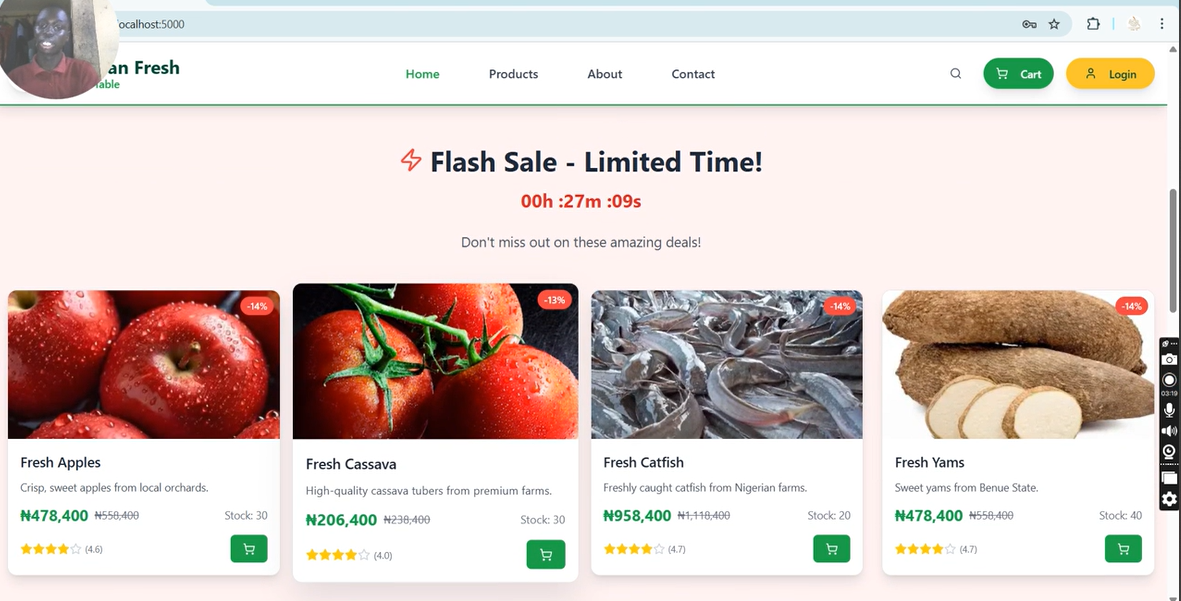 ocalhost:5000
an Fresh
Table
Home
Products
About
Contact
Cart
Login
Flash Sale - Limited Time!
00h :27m :09s
Don't miss out on these amazing deals!
-14%
-13%
-14%
-14%
Fresh Apples
Crisp, sweet apples from local orchards.
₦478,400 ₦558,400 Stock: 30
(4.6)
Fresh Cassava
High-quality cassava tubers from premium farms.
₦206,400 ₦238,400 Stock: 30
(4.0)
Fresh Catfish
Freshly caught catfish from Nigerian farms.
₦958,400 ₦1,118,400 Stock: 20
(4.7)
Fresh Yams
Sweet yams from Benue State.
₦478,400 ₦558,400 Stock: 40
(4.7)
03:19